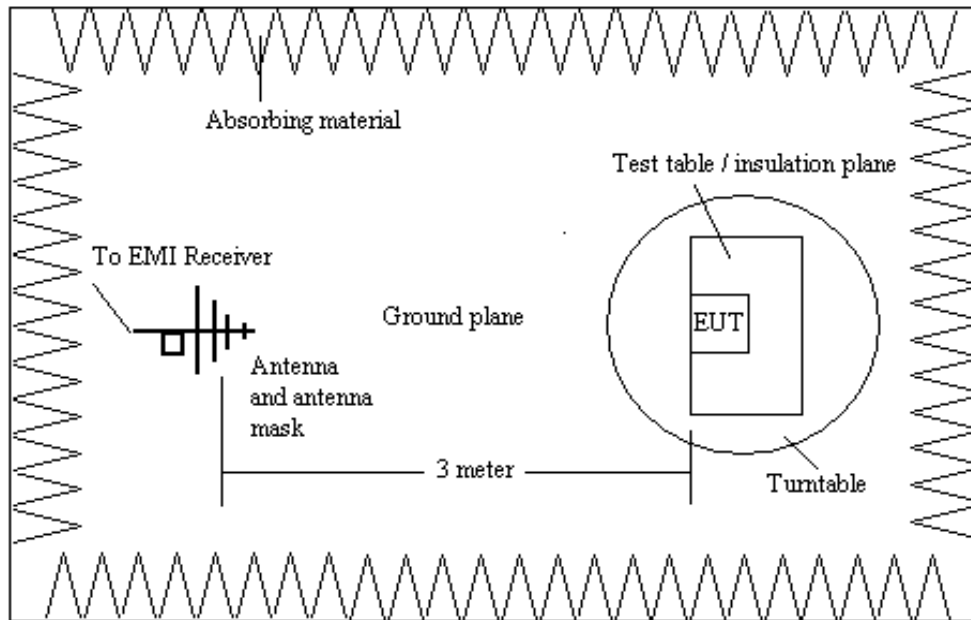 Absorbing material
Test table / insulation plane
To EMI Receiver
Ground plane
EUT
Antenna
and antenna
mask
3 meter
Turntable